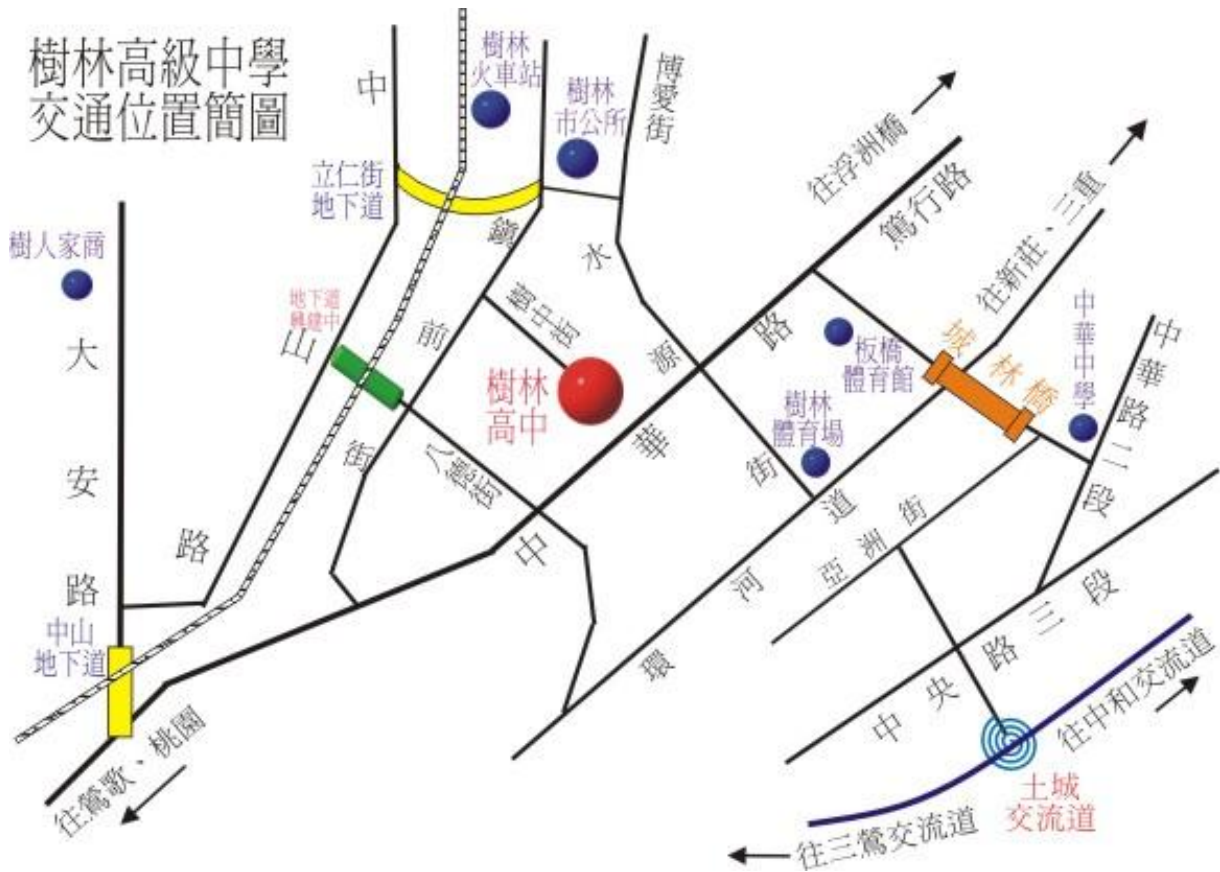 樹林高級中學
交通位置簡圖
樹林
火車站
樹林
市公所
博愛街
中山路
立仁街
地下道
往浮洲橋
篤行路
往新莊、三重
樹人家商
大安路
地下道
興建中
鎮前街
樹中街
水源街
樹林
高中
中華路
板橋
體育館
樹林
體育場
城林橋
中華中學
中華路二段
八德街
環河道
亞洲街
中山
地下道
中央路三段
往鶯歌、桃園
往中和交流道
土城
交流道
往三鶯交流道